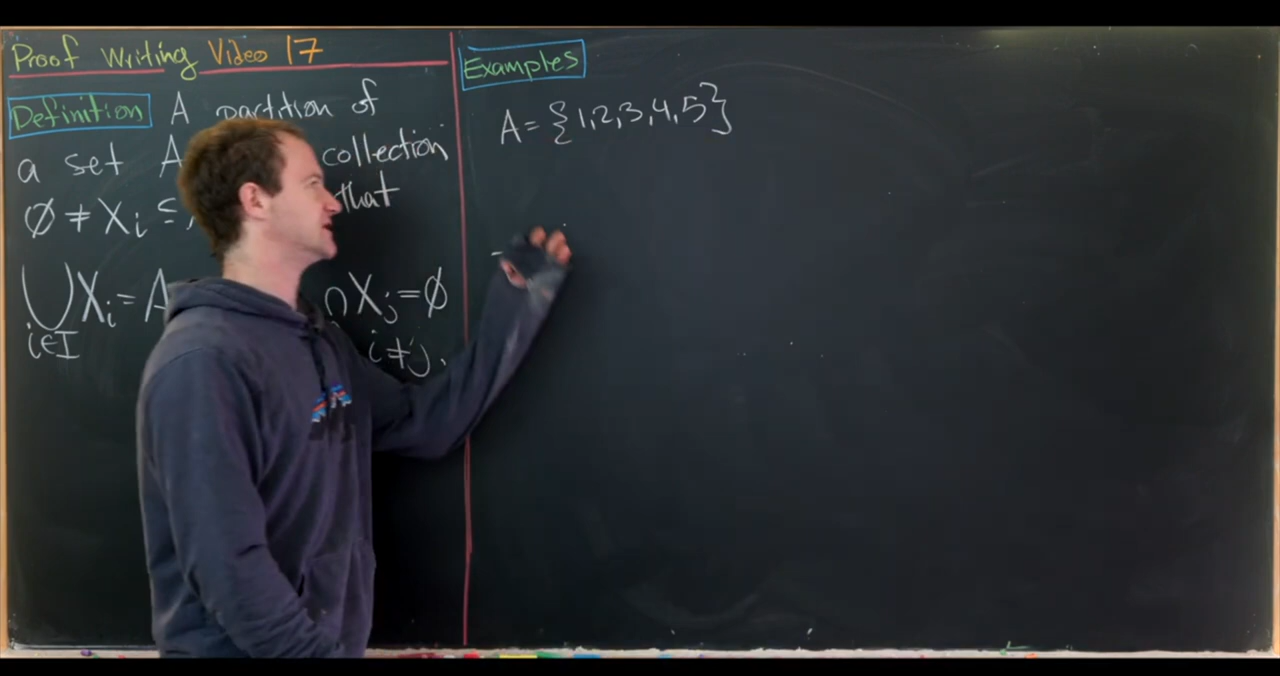 Proof Writing Video 17
Definition A partition of
a set A collection
∅ ≠ Xᵢ ⊆ that
⋃ Xᵢ = A ∩ Xⱼ = ∅
i∈I i ≠ j.
Examples
A = {1,2,3,4,5}